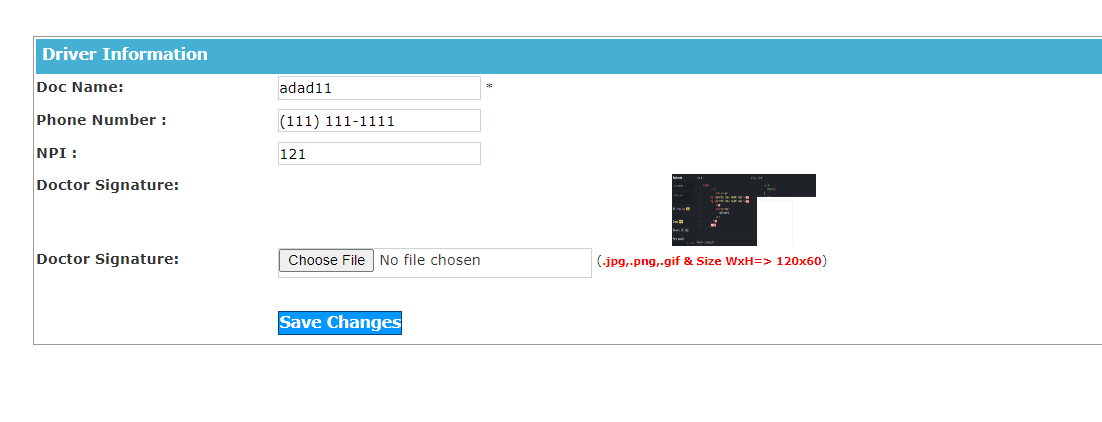 Driver Information
Doc Name: adad11 *
Phone Number : (111) 111-1111
NPI : 121
Doctor Signature:
Doctor Signature: Choose File No file chosen (.jpg,.png,.gif & Size WxH=> 120x60)
Save Changes